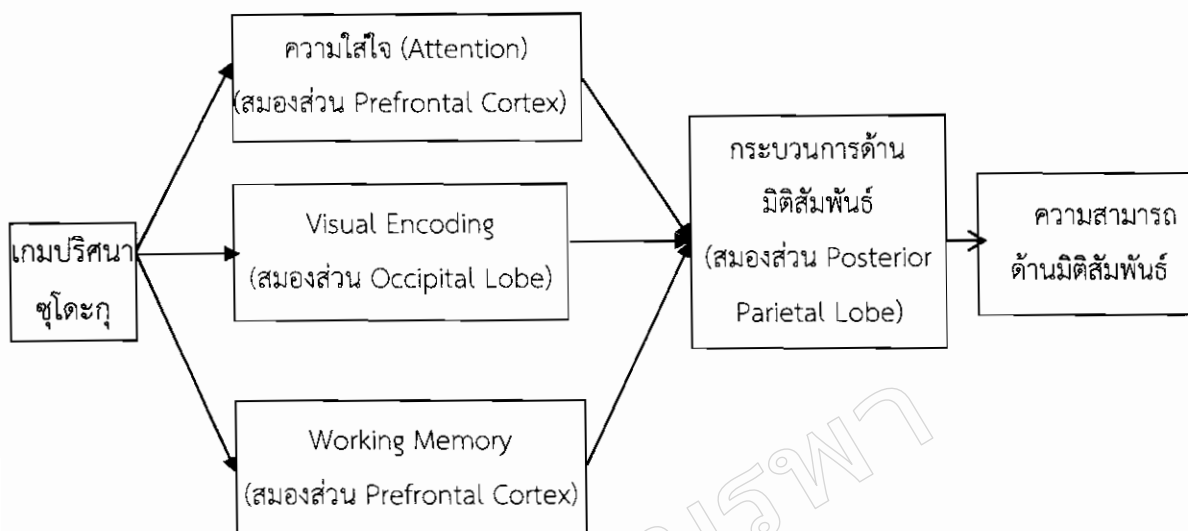 ความใส่ใจ (Attention)
(สมองส่วน Prefrontal Cortex)
เกมปริศนา
ซุโดะกุ
Visual Encoding
(สมองส่วน Occipital Lobe)
Working Memory
(สมองส่วน Prefrontal Cortex)
กระบวนการด้าน
มิติสัมพันธ์
(สมองส่วน Posterior
Parietal Lobe)
ความสามารถ
ด้านมิติสัมพันธ์